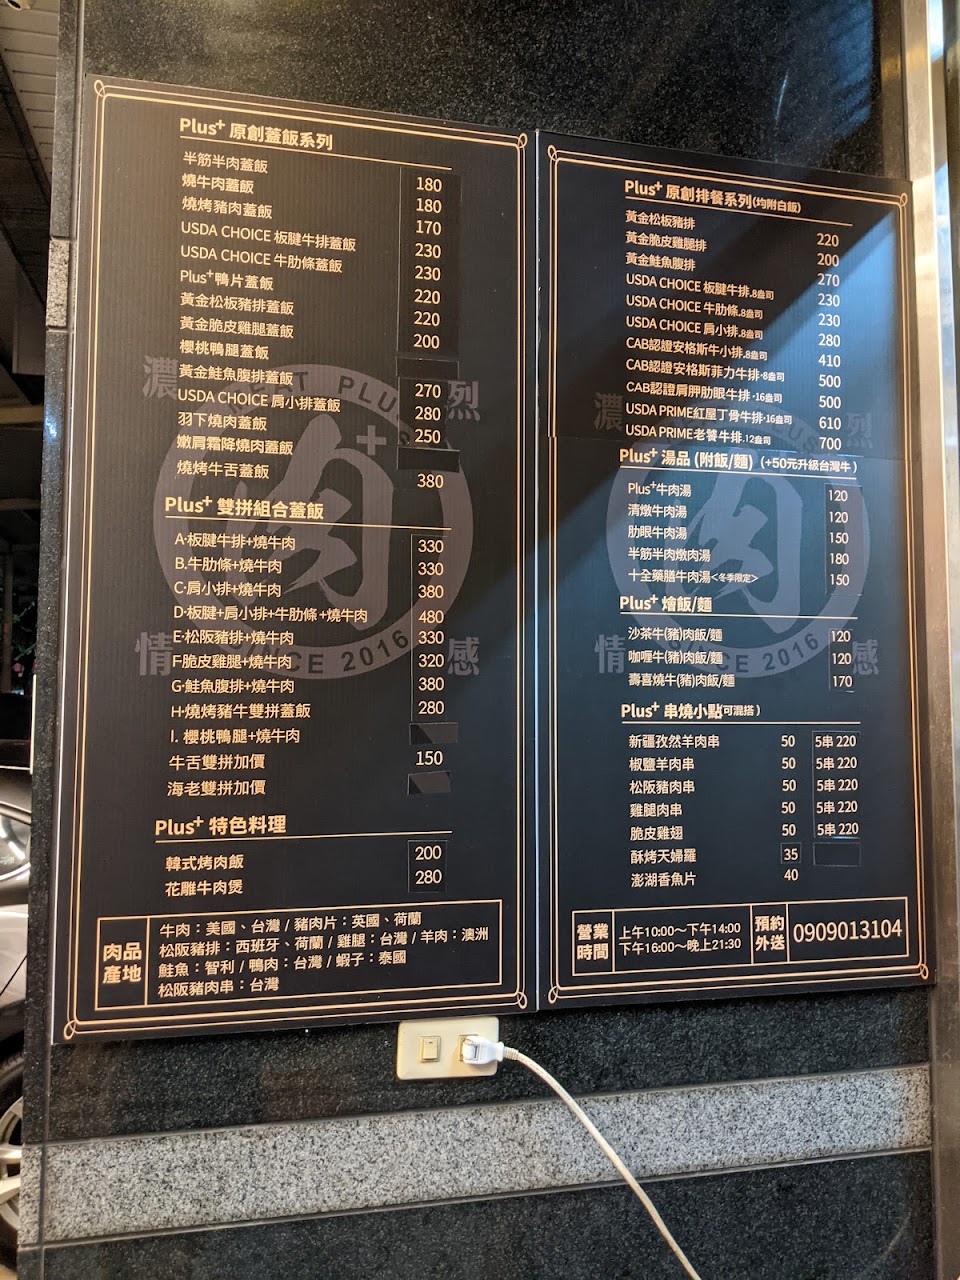 Plus+ 原創蓋飯系列
半筋半肉蓋飯 180
燒牛肉蓋飯 180
燒烤豬肉蓋飯 170
USDA CHOICE 板腱牛排蓋飯 230
USDA CHOICE 牛肋條蓋飯 230
Plus+鴨片蓋飯 220
黃金松板豬排蓋飯 220
黃金脆皮雞腿蓋飯 200
櫻桃鴨腿蓋飯
黃金鮭魚腹排蓋飯 270
USDA CHOICE 肩小排蓋飯 280
羽下燒肉蓋飯 250
嫩肩霜降燒肉蓋飯
燒烤牛舌蓋飯 380
Plus+ 雙拼組合蓋飯
A·板腱牛排+燒牛肉 330
B.牛肋條+燒牛肉 330
C·肩小排+燒牛肉 380
D·板腱+肩小排+牛肋條+燒牛肉 480
E·松阪豬排+燒牛肉 330
F·脆皮雞腿+燒牛肉 320
G·鮭魚腹排+燒牛肉 380
H·燒烤豬牛雙拼蓋飯 280
I. 櫻桃鴨腿+燒牛肉
牛舌雙拼加價 150
海老雙拼加價
Plus+ 特色料理
韓式烤肉飯 200
花雕牛肉煲 280
肉品產地
牛肉：美國、台灣 / 豬肉片：英國、荷蘭
松阪豬排：西班牙、荷蘭 / 雞腿：台灣 / 羊肉：澳洲
鮭魚：智利 / 鴨肉：台灣 / 蝦子：泰國
松阪豬肉串：台灣
濃烈
情感
肉+
SINCE 2016
Plus+ 原創排餐系列(均附白飯)
黃金松板豬排 220
黃金脆皮雞腿排 200
黃金鮭魚腹排 270
USDA CHOICE 板腱牛排.8盎司 230
USDA CHOICE 牛肋條.8盎司 230
USDA CHOICE 肩小排.8盎司 280
CAB認證安格斯牛小排.8盎司 410
CAB認證安格斯菲力牛排·8盎司 500
CAB認證肩胛肋眼牛排·16盎司 500
USDA PRIME紅屋丁骨牛排·16盎司 610
USDA PRIME老饕牛排.12盎司 700
Plus+ 湯品 (附飯/麵) (+50元升級台灣牛)
Plus+牛肉湯 120
清燉牛肉湯 120
肋眼牛肉湯 150
半筋半肉燉肉湯 180
十全藥膳牛肉湯<冬季限定> 150
Plus+ 燴飯/麵
沙茶牛(豬)肉飯/麵 120
咖喱牛(豬)肉飯/麵 120
壽喜燒牛(豬)肉飯/麵 170
Plus+ 串燒小點(可混搭)
新疆孜然羊肉串 50 5串 220
椒鹽羊肉串 50 5串 220
松阪豬肉串 50 5串 220
雞腿肉串 50 5串 220
脆皮雞翅 50 5串 220
酥烤天婦羅 35
澎湖香魚片 40
營業時間
上午10:00～下午14:00
下午16:00～晚上21:30
預約外送
0909013104
濃
情感
SINCE 2016